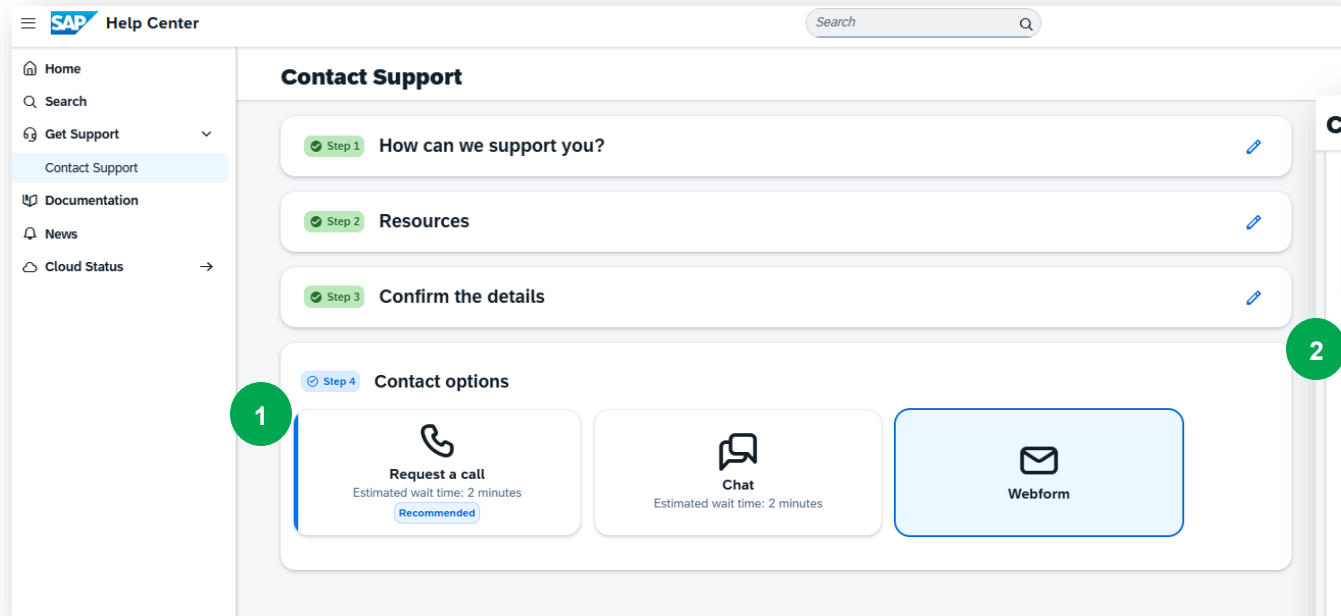 SAP Help Center
Search
Home
Search
Get Support
Contact Support
Documentation
News
Cloud Status
Contact Support
Step 1 How can we support you?
Step 2 Resources
Step 3 Confirm the details
2
Step 4 Contact options
1
Request a call
Estimated wait time: 2 minutes
Recommended
Chat
Estimated wait time: 2 minutes
Webform